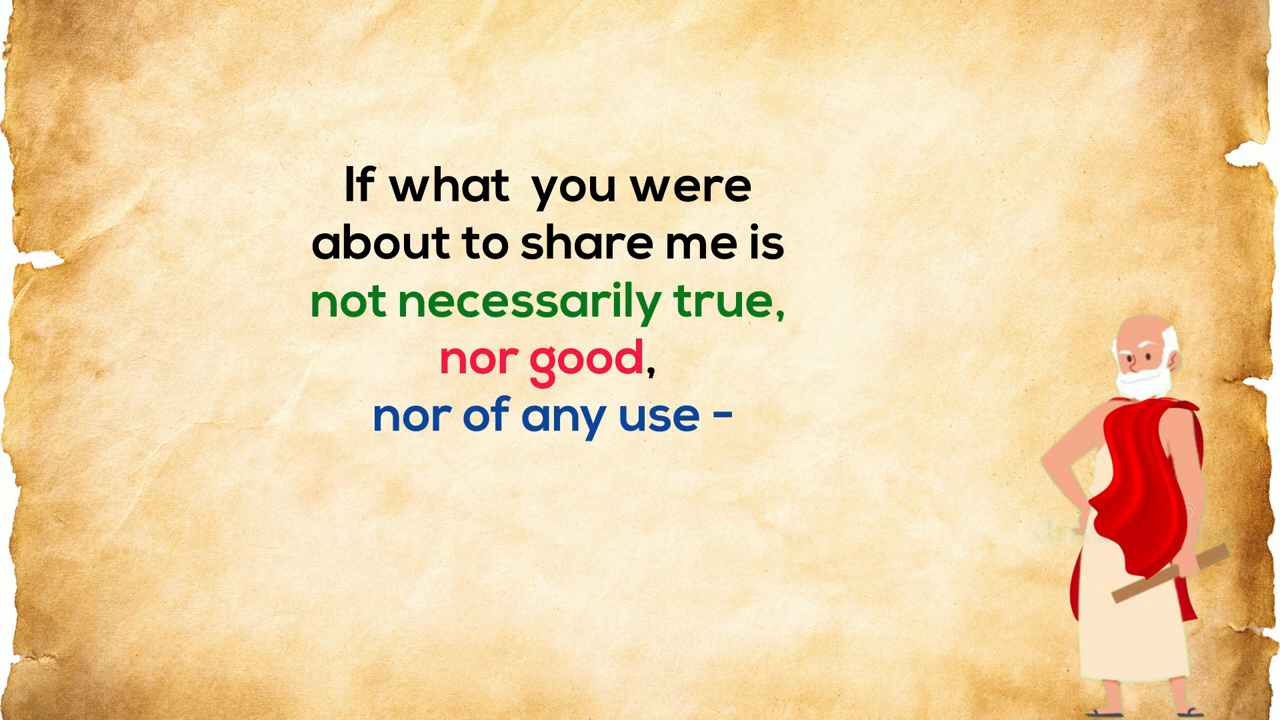 If what  you were
about to share me is
not necessarily true,
nor good,
nor of any use -